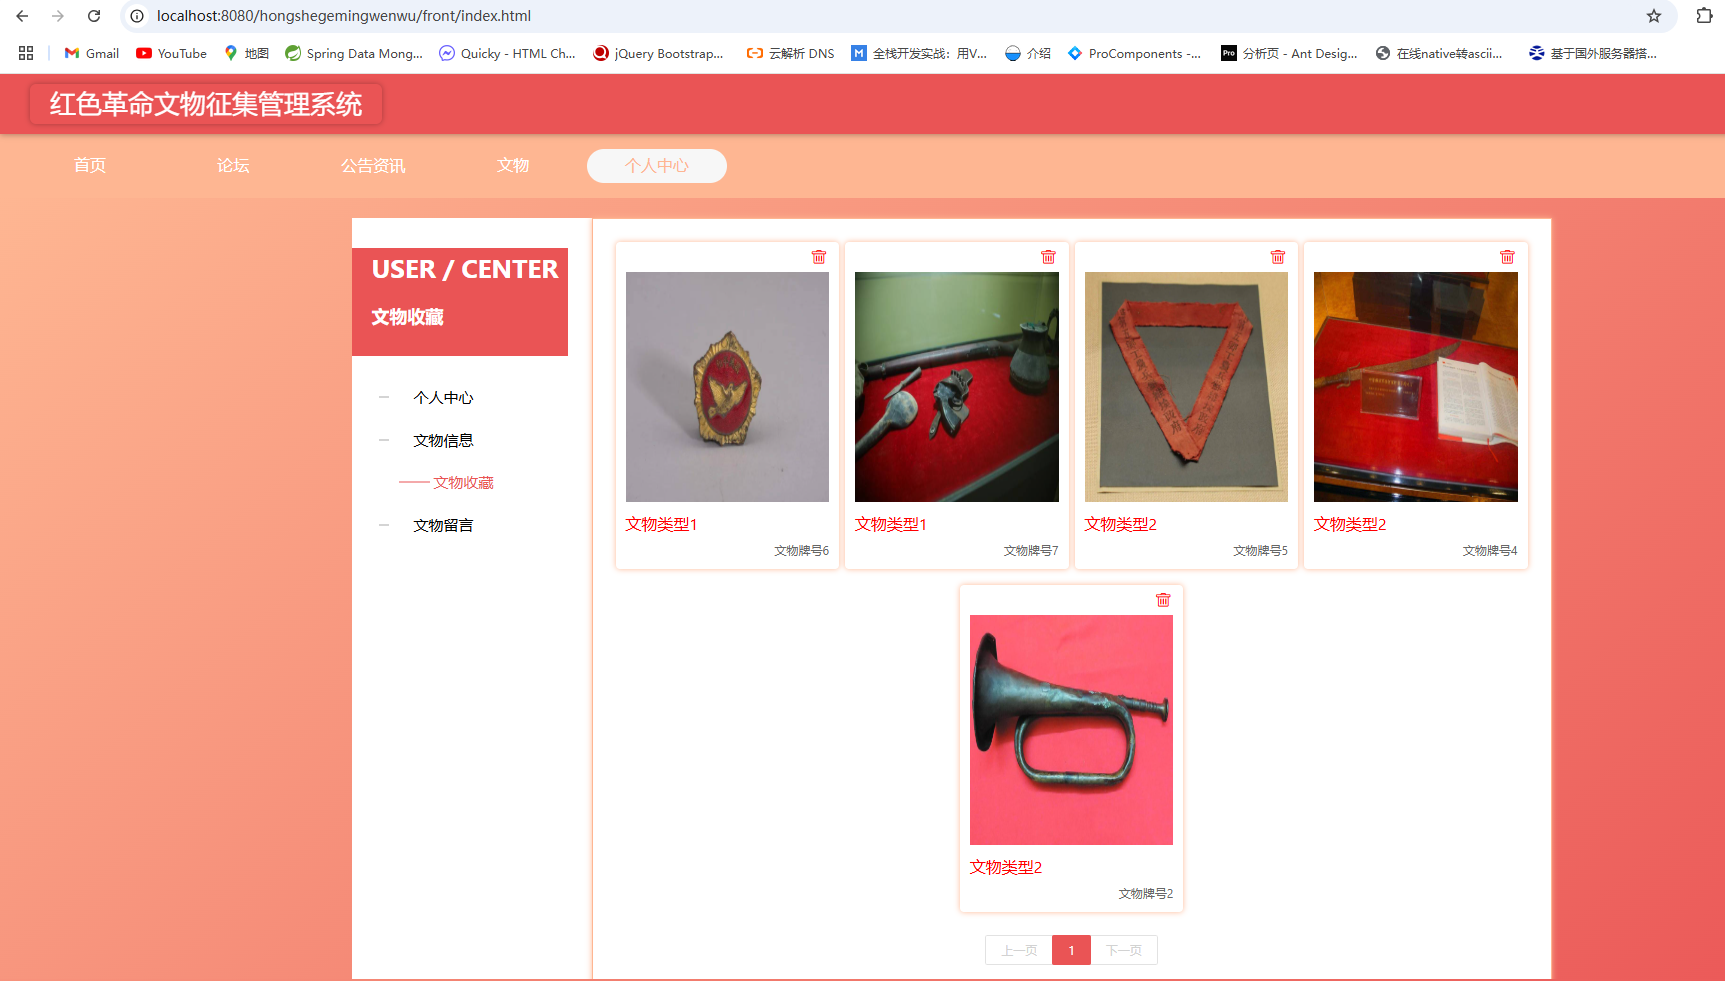 localhost:8080/hongshegemingwenwu/front/index.html
Gmail
YouTube
地图
Spring Data Mong...
Quicky - HTML Ch...
jQuery Bootstrap...
云解析 DNS
全栈开发实战：用V...
介绍
ProComponents -...
分析页 - Ant Desig...
在线native转ascii...
基于国外服务器搭...
红色革命文物征集管理系统
首页
论坛
公告资讯
文物
个人中心
USER / CENTER
文物收藏
个人中心
文物信息
文物收藏
文物留言
文物类型1
文物牌号6
文物类型1
文物牌号7
文物类型2
文物牌号5
文物类型2
文物牌号4
文物类型2
文物牌号2
上一页
1
下一页